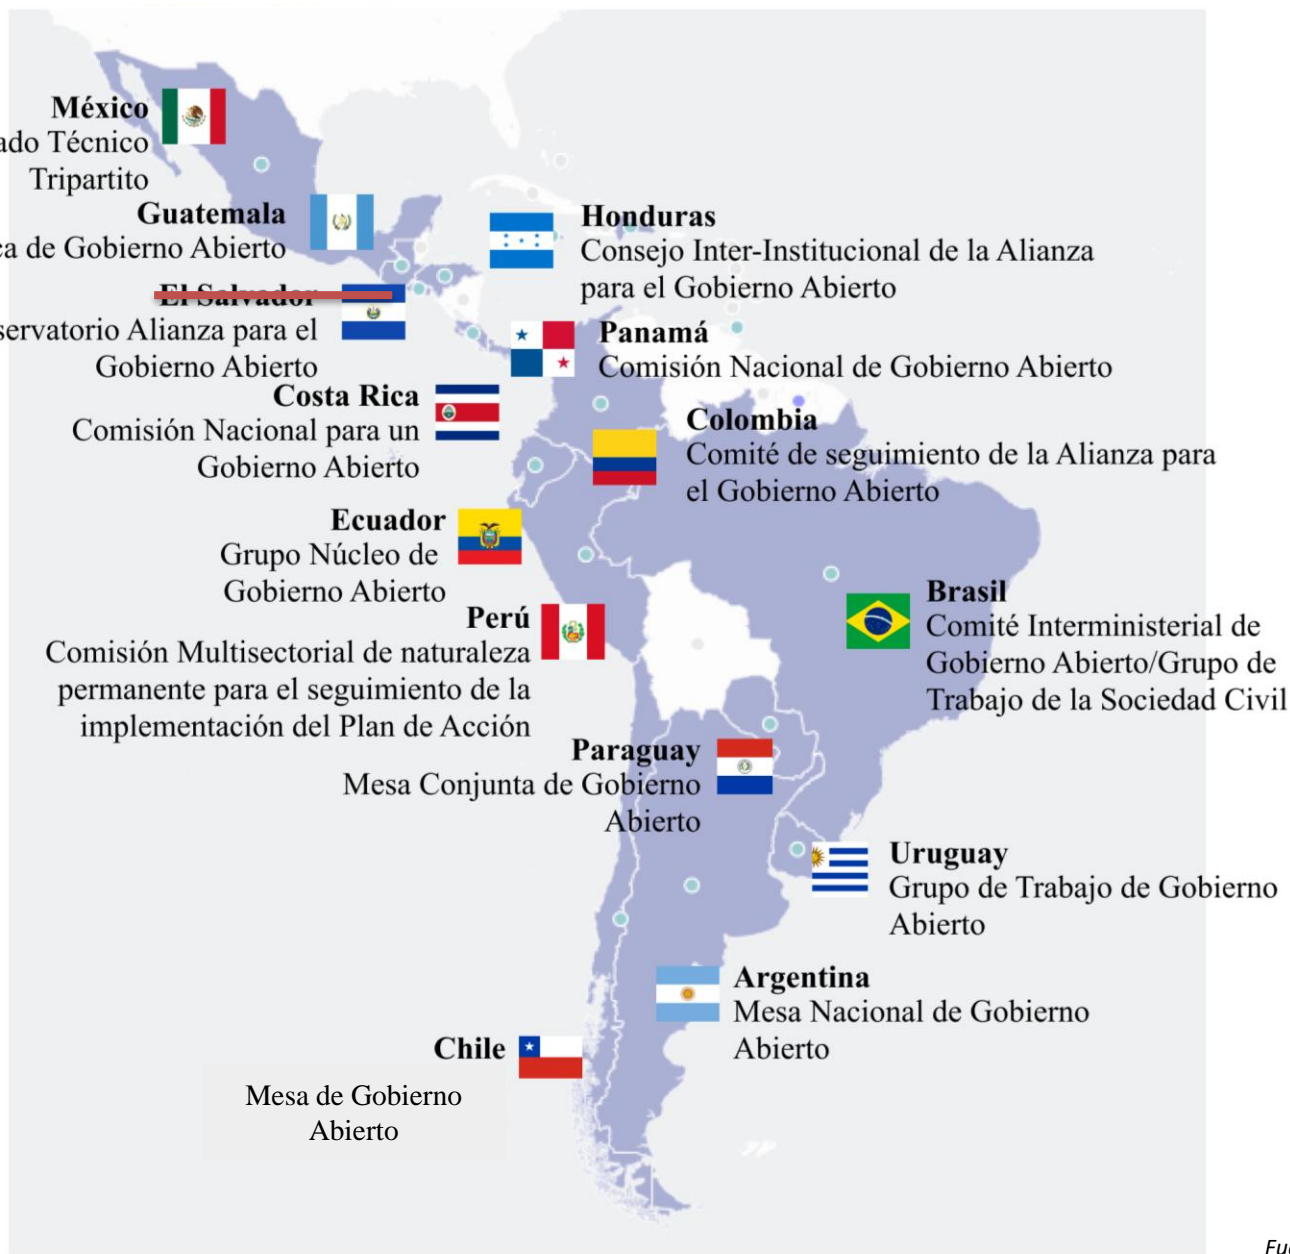 México
ado Técnico
Tripartito
Guatemala
ca de Gobierno Abierto
Honduras
Consejo Inter-Institucional de la Alianza
para el Gobierno Abierto
El Salvador
servatorio Alianza para el
Gobierno Abierto
Panamá
Comisión Nacional de Gobierno Abierto
Costa Rica
Comisión Nacional para un
Gobierno Abierto
Colombia
Comité de seguimiento de la Alianza para
el Gobierno Abierto
Ecuador
Grupo Núcleo de
Gobierno Abierto
Brasil
Comité Interministerial de
Gobierno Abierto/Grupo de
Trabajo de la Sociedad Civil
Perú
Comisión Multisectorial de naturaleza
permanente para el seguimiento de la
implementación del Plan de Acción
Paraguay
Mesa Conjunta de Gobierno
Abierto
Uruguay
Grupo de Trabajo de Gobierno
Abierto
Argentina
Mesa Nacional de Gobierno
Abierto
Chile
Mesa de Gobierno
Abierto